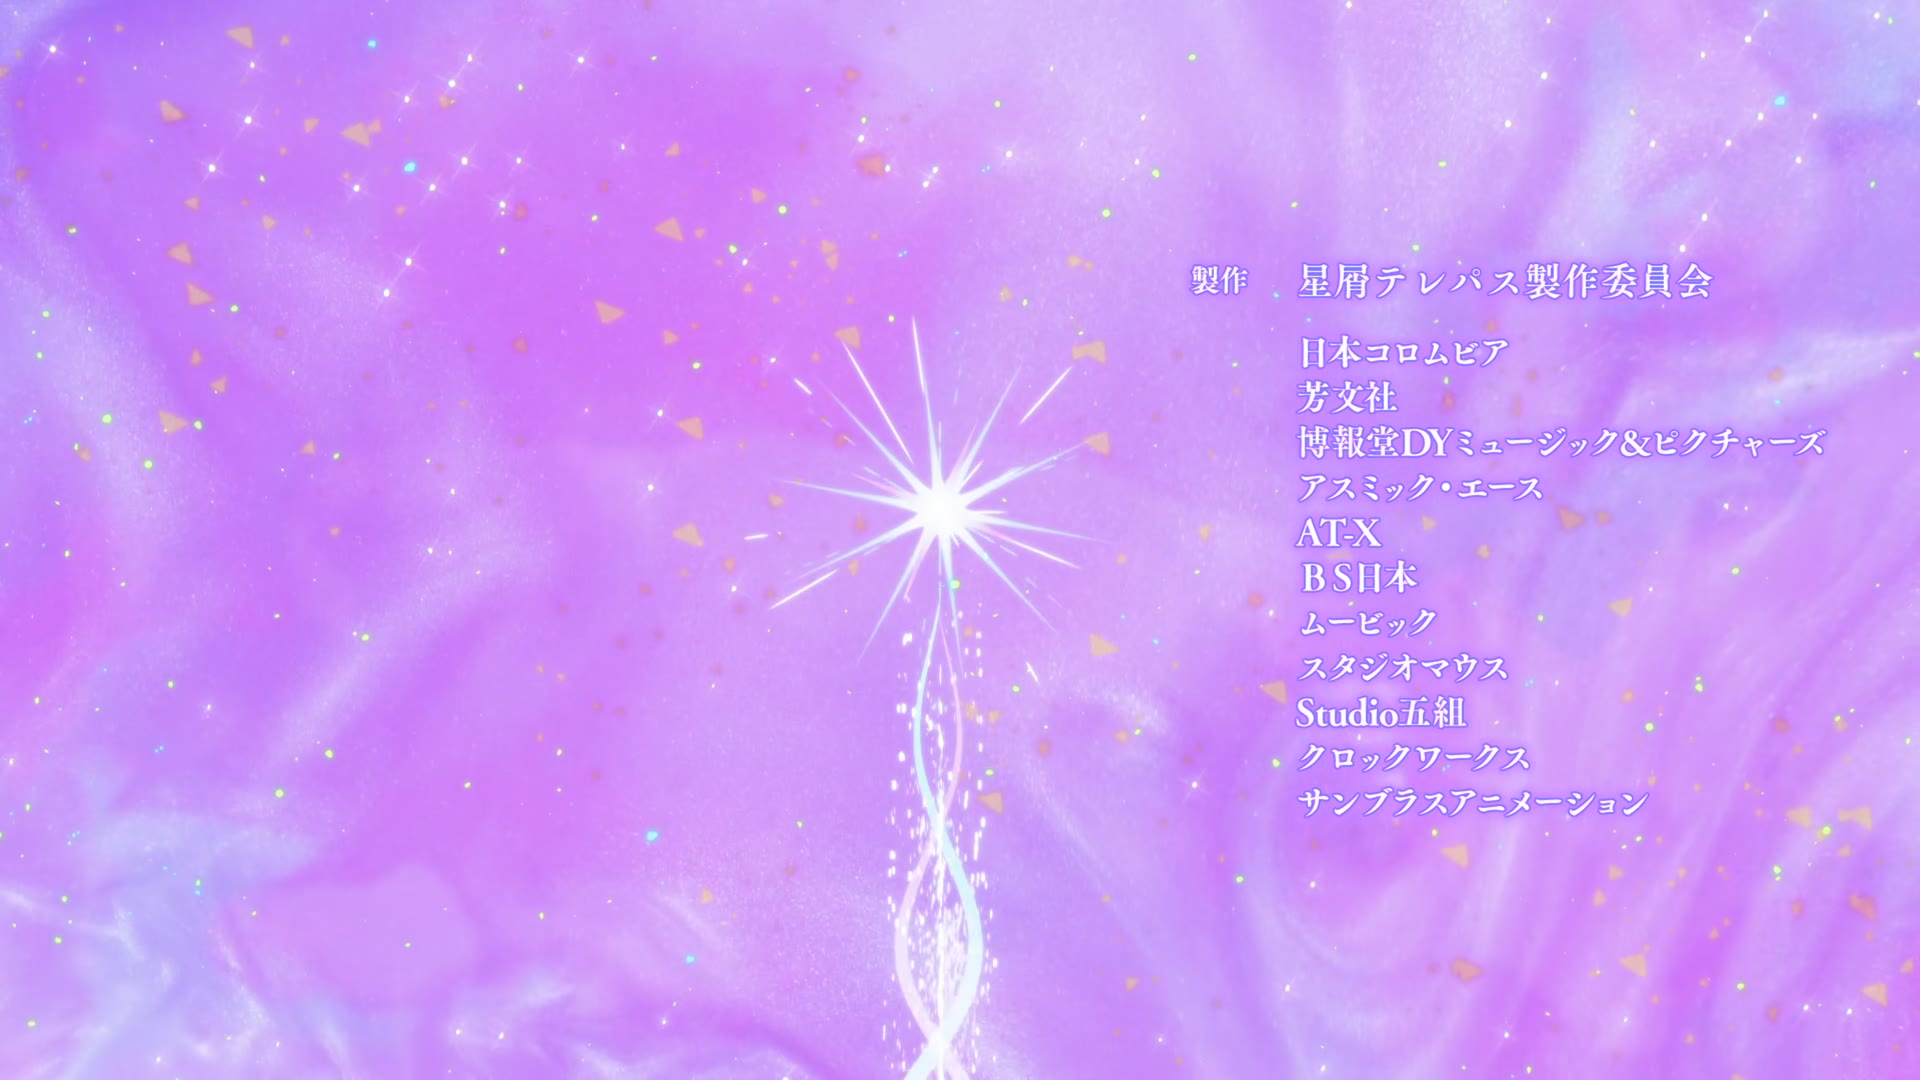 製作 星屑テレパス製作委員会
日本コロムビア
芳文社
博報堂DYミュージック&ピクチャーズ
アスミック・エース
AT-X
BS日本
ムービック
スタジオマウス
Studio五組
クロックワークス
サンブラスアニメーション